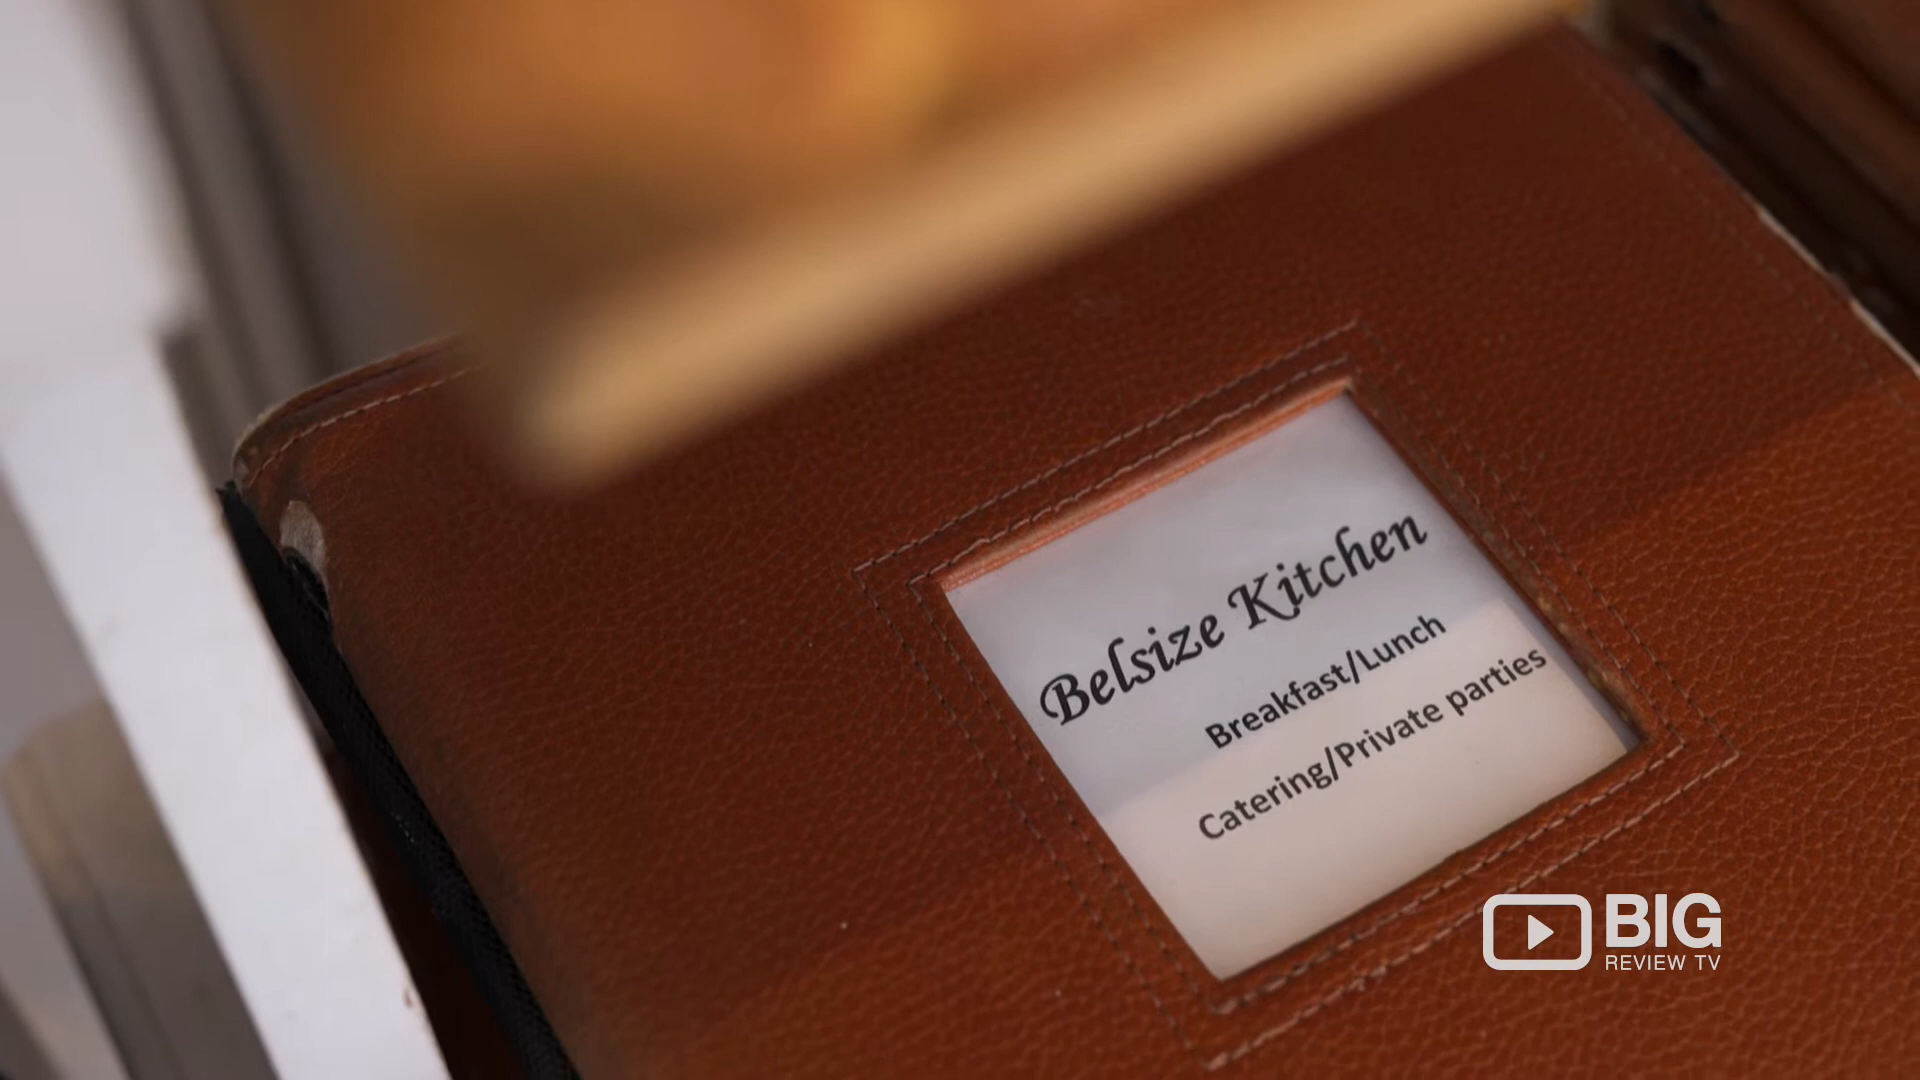 Belsize Kitchen
Breakfast/Lunch
Catering/Private parties
BIG
REVIEW TV